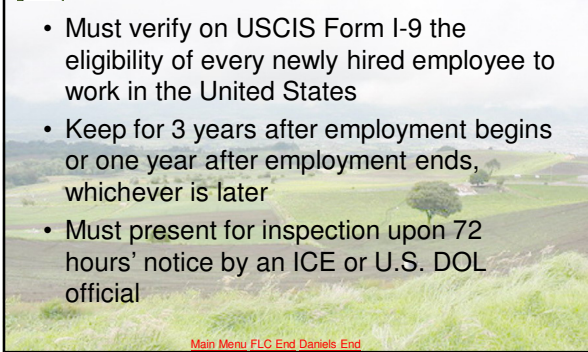 • Must verify on USCIS Form I-9 the
eligibility of every newly hired employee to
work in the United States
• Keep for 3 years after employment begins
or one year after employment ends,
whichever is later
• Must present for inspection upon 72
hours' notice by an ICE or U.S. DOL
official
Main Menu FLC End Daniels End